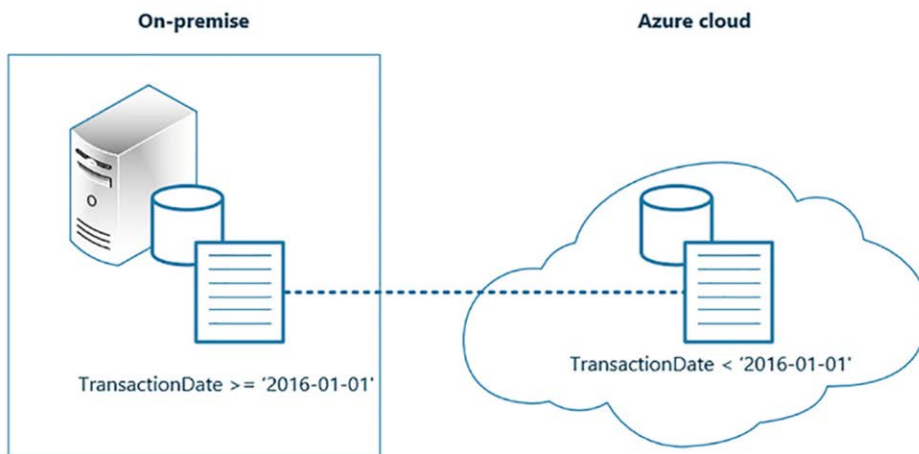 On-premise
Azure cloud
TransactionDate >= '2016-01-01'
TransactionDate < '2016-01-01'